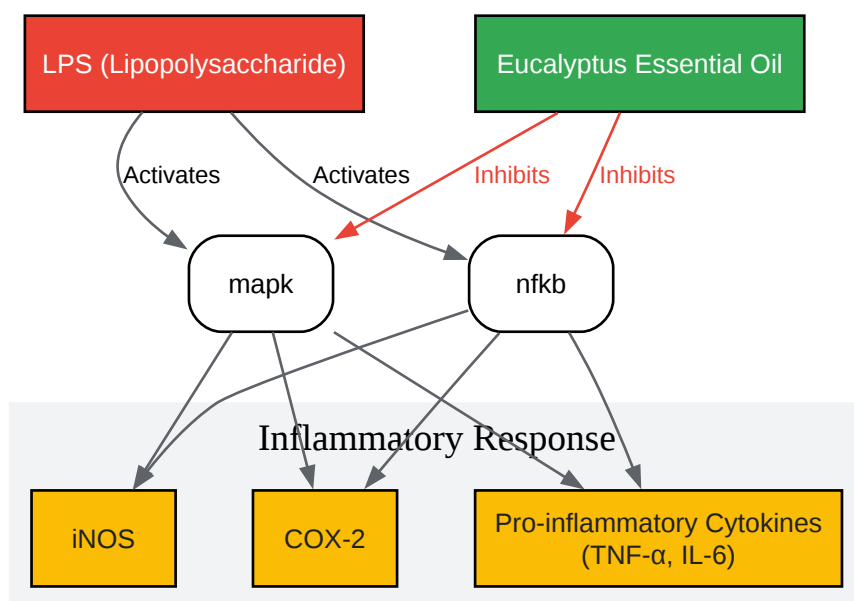 LPS (Lipopolysaccharide)
Eucalyptus Essential Oil
Activates
Activates
Inhibits
Inhibits
mapk
nfkb
Inflammatory Response
iNOS
COX-2
Pro-inflammatory Cytokines
(TNF-α, IL-6)